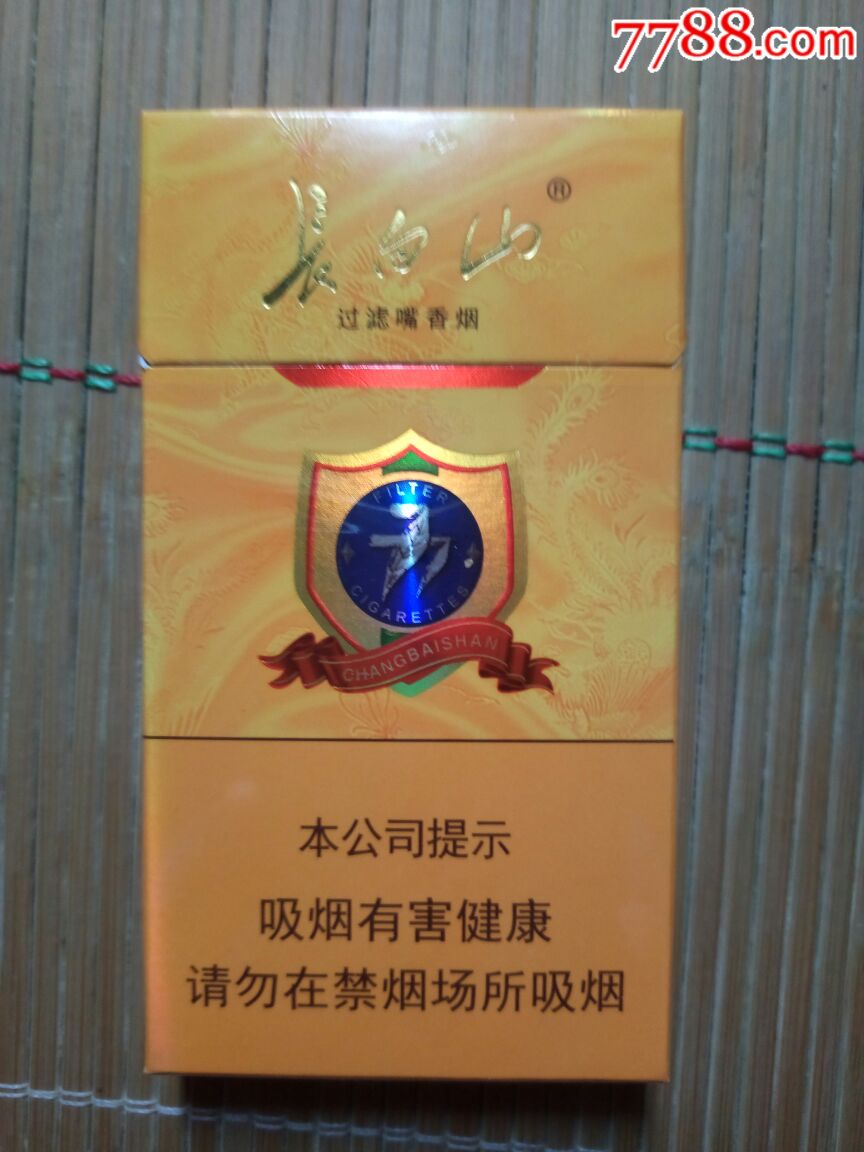 7788.com
长白山®
过滤嘴香烟
FILTER
CIGARETTES
CHANGBAISHAN
本公司提示
吸烟有害健康
请勿在禁烟场所吸烟